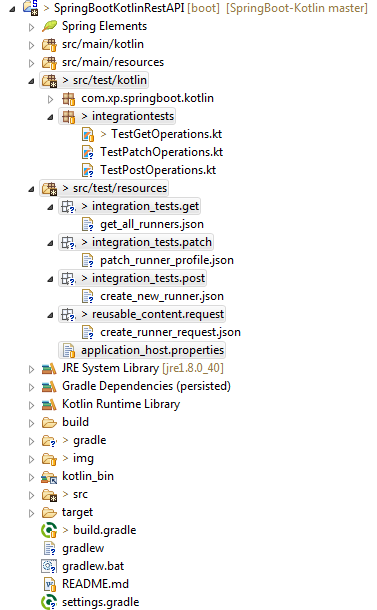 > SpringBootKotlinRestAPI [boot] [SpringBoot-Kotlin master]
Spring Elements
src/main/kotlin
src/main/resources
> src/test/kotlin
com.xp.springboot.kotlin
> integrationtests
> TestGetOperations.kt
TestPatchOperations.kt
TestPostOperations.kt
> src/test/resources
> integration_tests.get
get_all_runners.json
> integration_tests.patch
patch_runner_profile.json
> integration_tests.post
create_new_runner.json
> reusable_content.request
create_runner_request.json
application_host.properties
JRE System Library [jre1.8.0_40]
Gradle Dependencies (persisted)
Kotlin Runtime Library
build
> gradle
> img
kotlin_bin
> src
target
> build.gradle
gradlew
gradlew.bat
README.md
settings.gradle